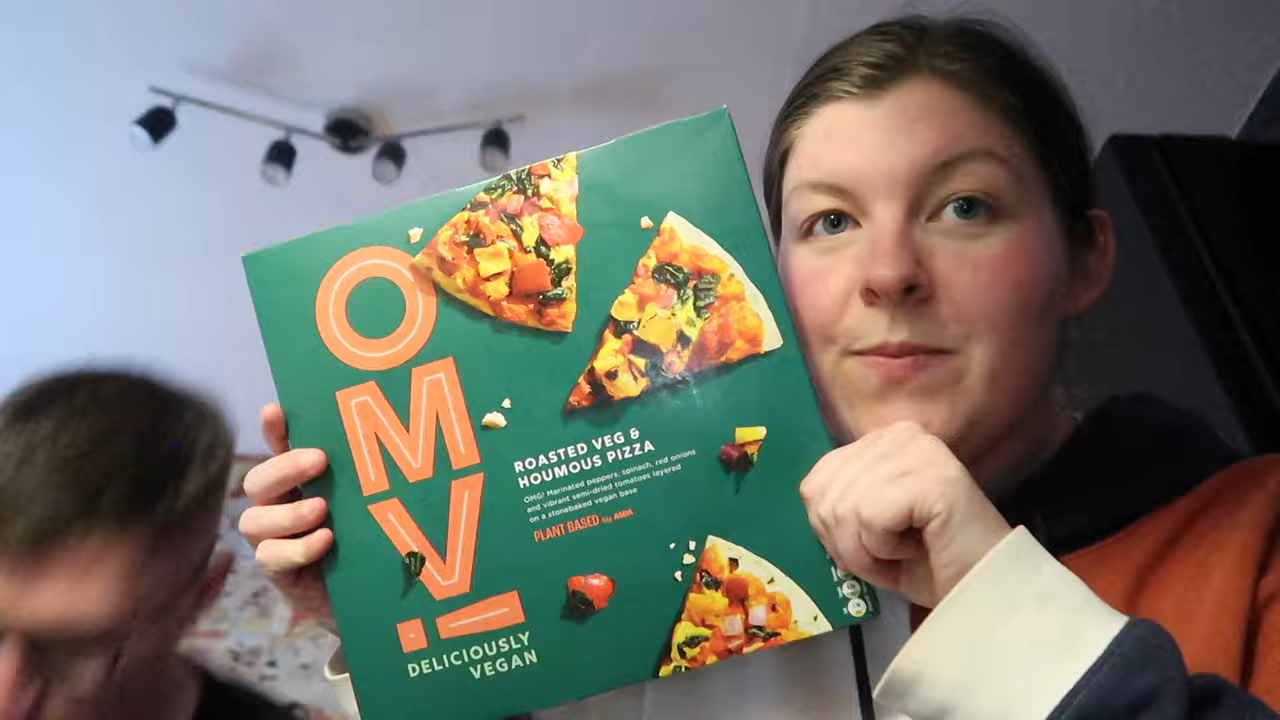 OMV!
DELICIOUSLY
VEGAN
ROASTED VEG &
HOUMOUS PIZZA
OMG! Marinated peppers, spinach, red onions
and vibrant semi-dried tomatoes layered
on a stonebaked vegan base
PLANT BASED by ASDA